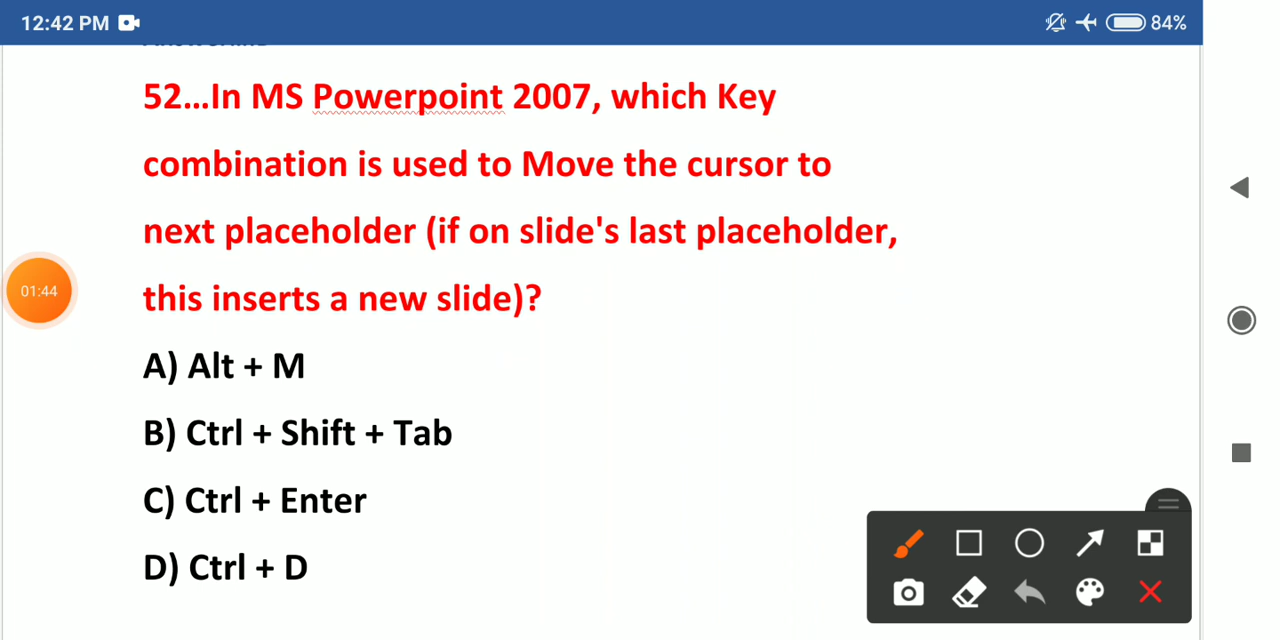 12:42 PM
84%
52...In MS Powerpoint 2007, which Key
combination is used to Move the cursor to
next placeholder (if on slide's last placeholder,
this inserts a new slide)?
01:44
A) Alt + M
B) Ctrl + Shift + Tab
C) Ctrl + Enter
D) Ctrl + D